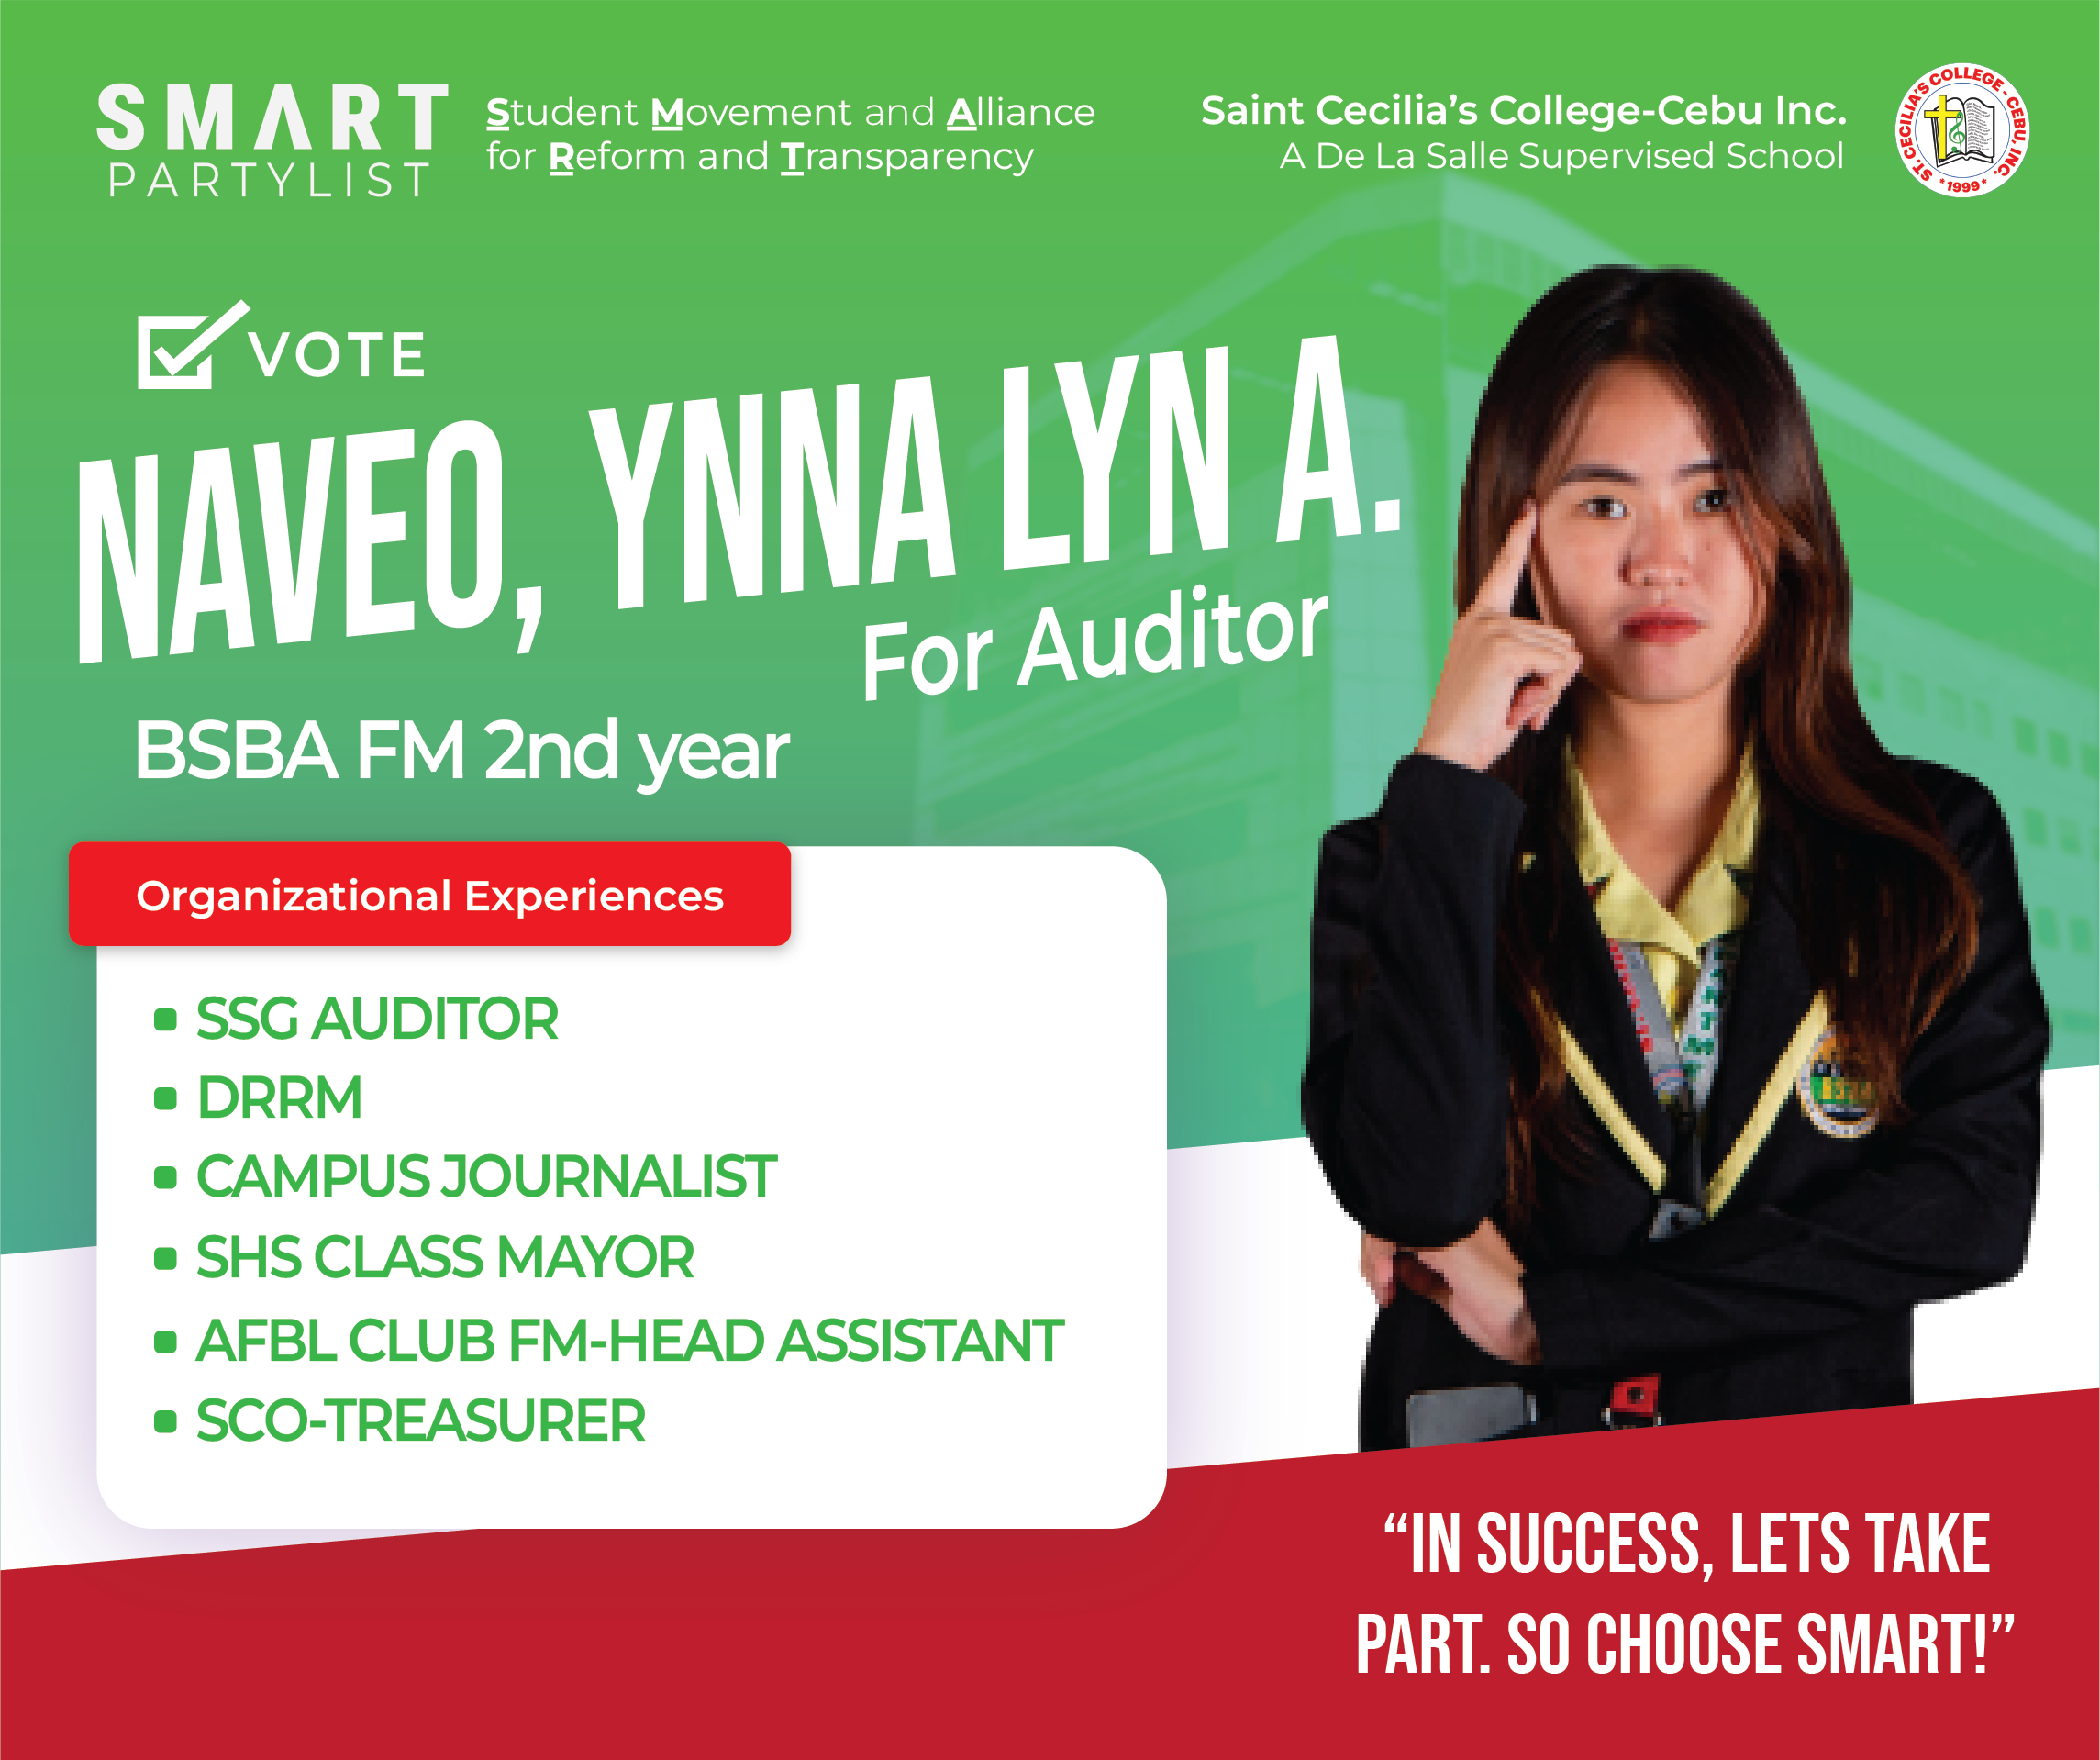 SMART
PARTYLIST
Student Movement and Alliance
for Reform and Transparency
Saint Cecilia's College-Cebu Inc.
A De La Salle Supervised School
ST. CECILIA'S COLLEGE - CEBU, INC.
* 1999 *
VOTE
NAVEO, YNNA LYN A.
For Auditor
BSBA FM 2nd year
Organizational Experiences
SSG AUDITOR
DRRM
CAMPUS JOURNALIST
SHS CLASS MAYOR
AFBL CLUB FM-HEAD ASSISTANT
SCO-TREASURER
“IN SUCCESS, LETS TAKE
PART. SO CHOOSE SMART!”